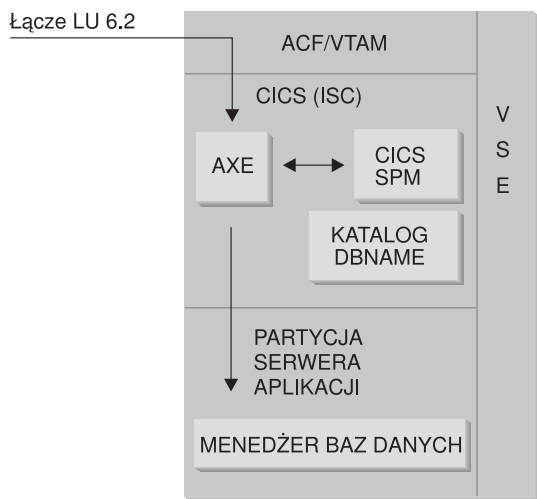 Łącze LU 6.2
ACF/VTAM
CICS (ISC)
AXE
CICS
SPM
KATALOG
DBNAME
PARTYCJA
SERWERA
APLIKACJI
MENEDŻER BAZ DANYCH
V
S
E